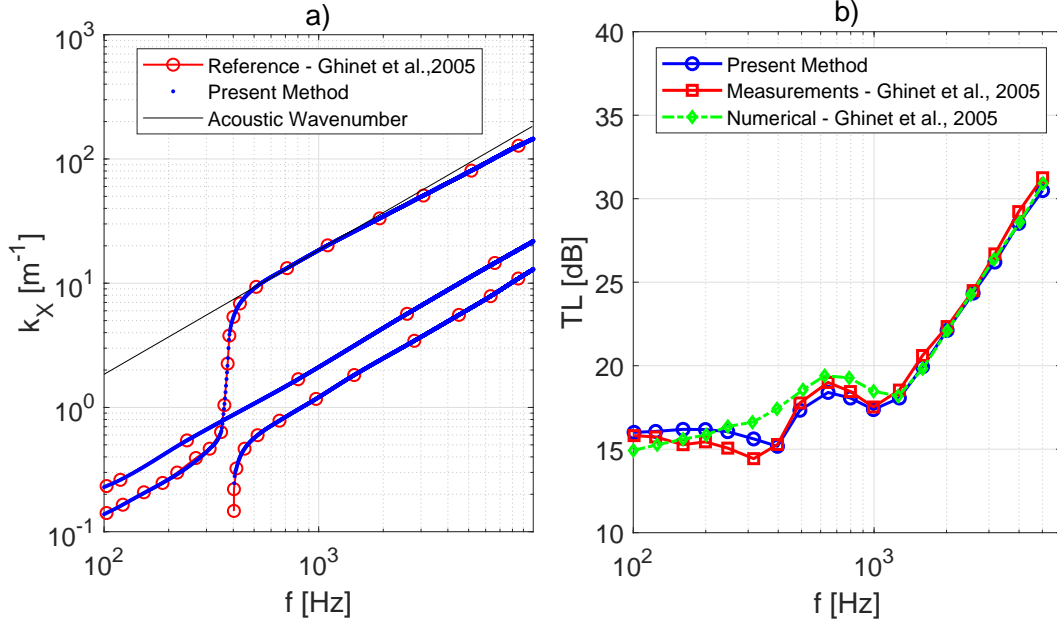 a)
10^3
10^2
10^1
10^0
10^-1
k_X [m^-1]
Reference - Ghinet et al.,2005
Present Method
Acoustic Wavenumber
10^2
10^3
f [Hz]
b)
40
35
30
25
20
15
10
TL [dB]
Present Method
Measurements - Ghinet et al., 2005
Numerical - Ghinet et al., 2005
10^2
10^3
f [Hz]